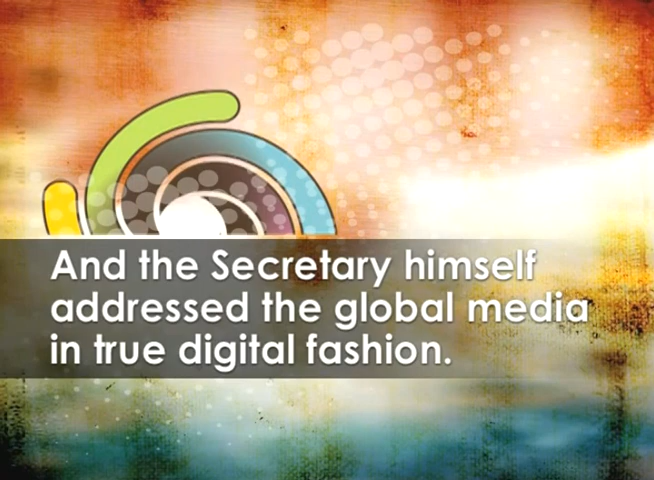 And the Secretary himself
addressed the global media
in true digital fashion.